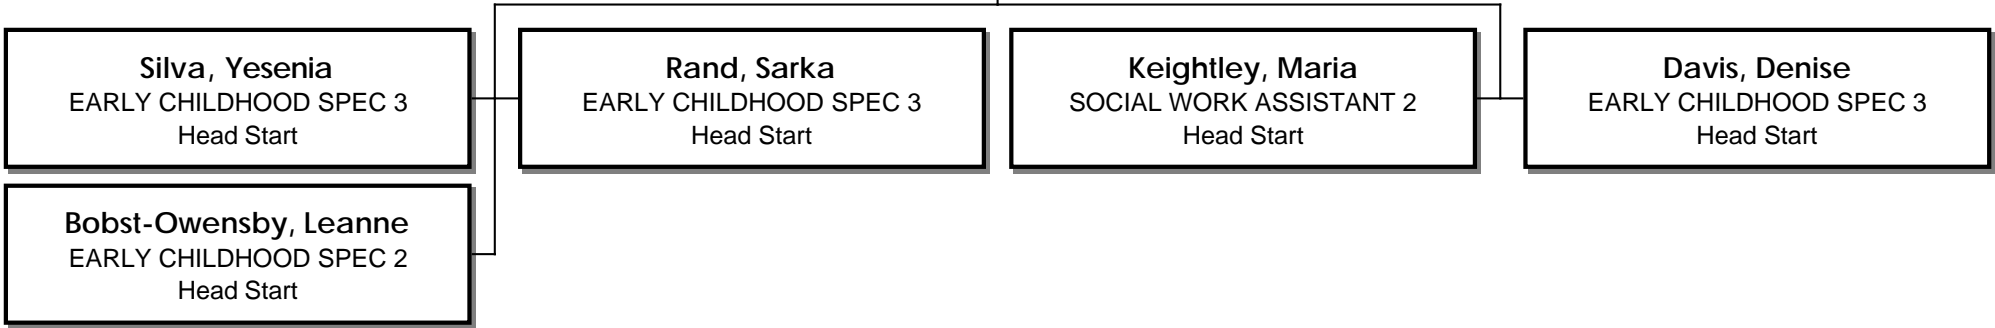 Silva, Yesenia
EARLY CHILDHOOD SPEC 3
Head Start
Rand, Sarka
EARLY CHILDHOOD SPEC 3
Head Start
Keightley, Maria
SOCIAL WORK ASSISTANT 2
Head Start
Davis, Denise
EARLY CHILDHOOD SPEC 3
Head Start
Bobst-Owensby, Leanne
EARLY CHILDHOOD SPEC 2
Head Start